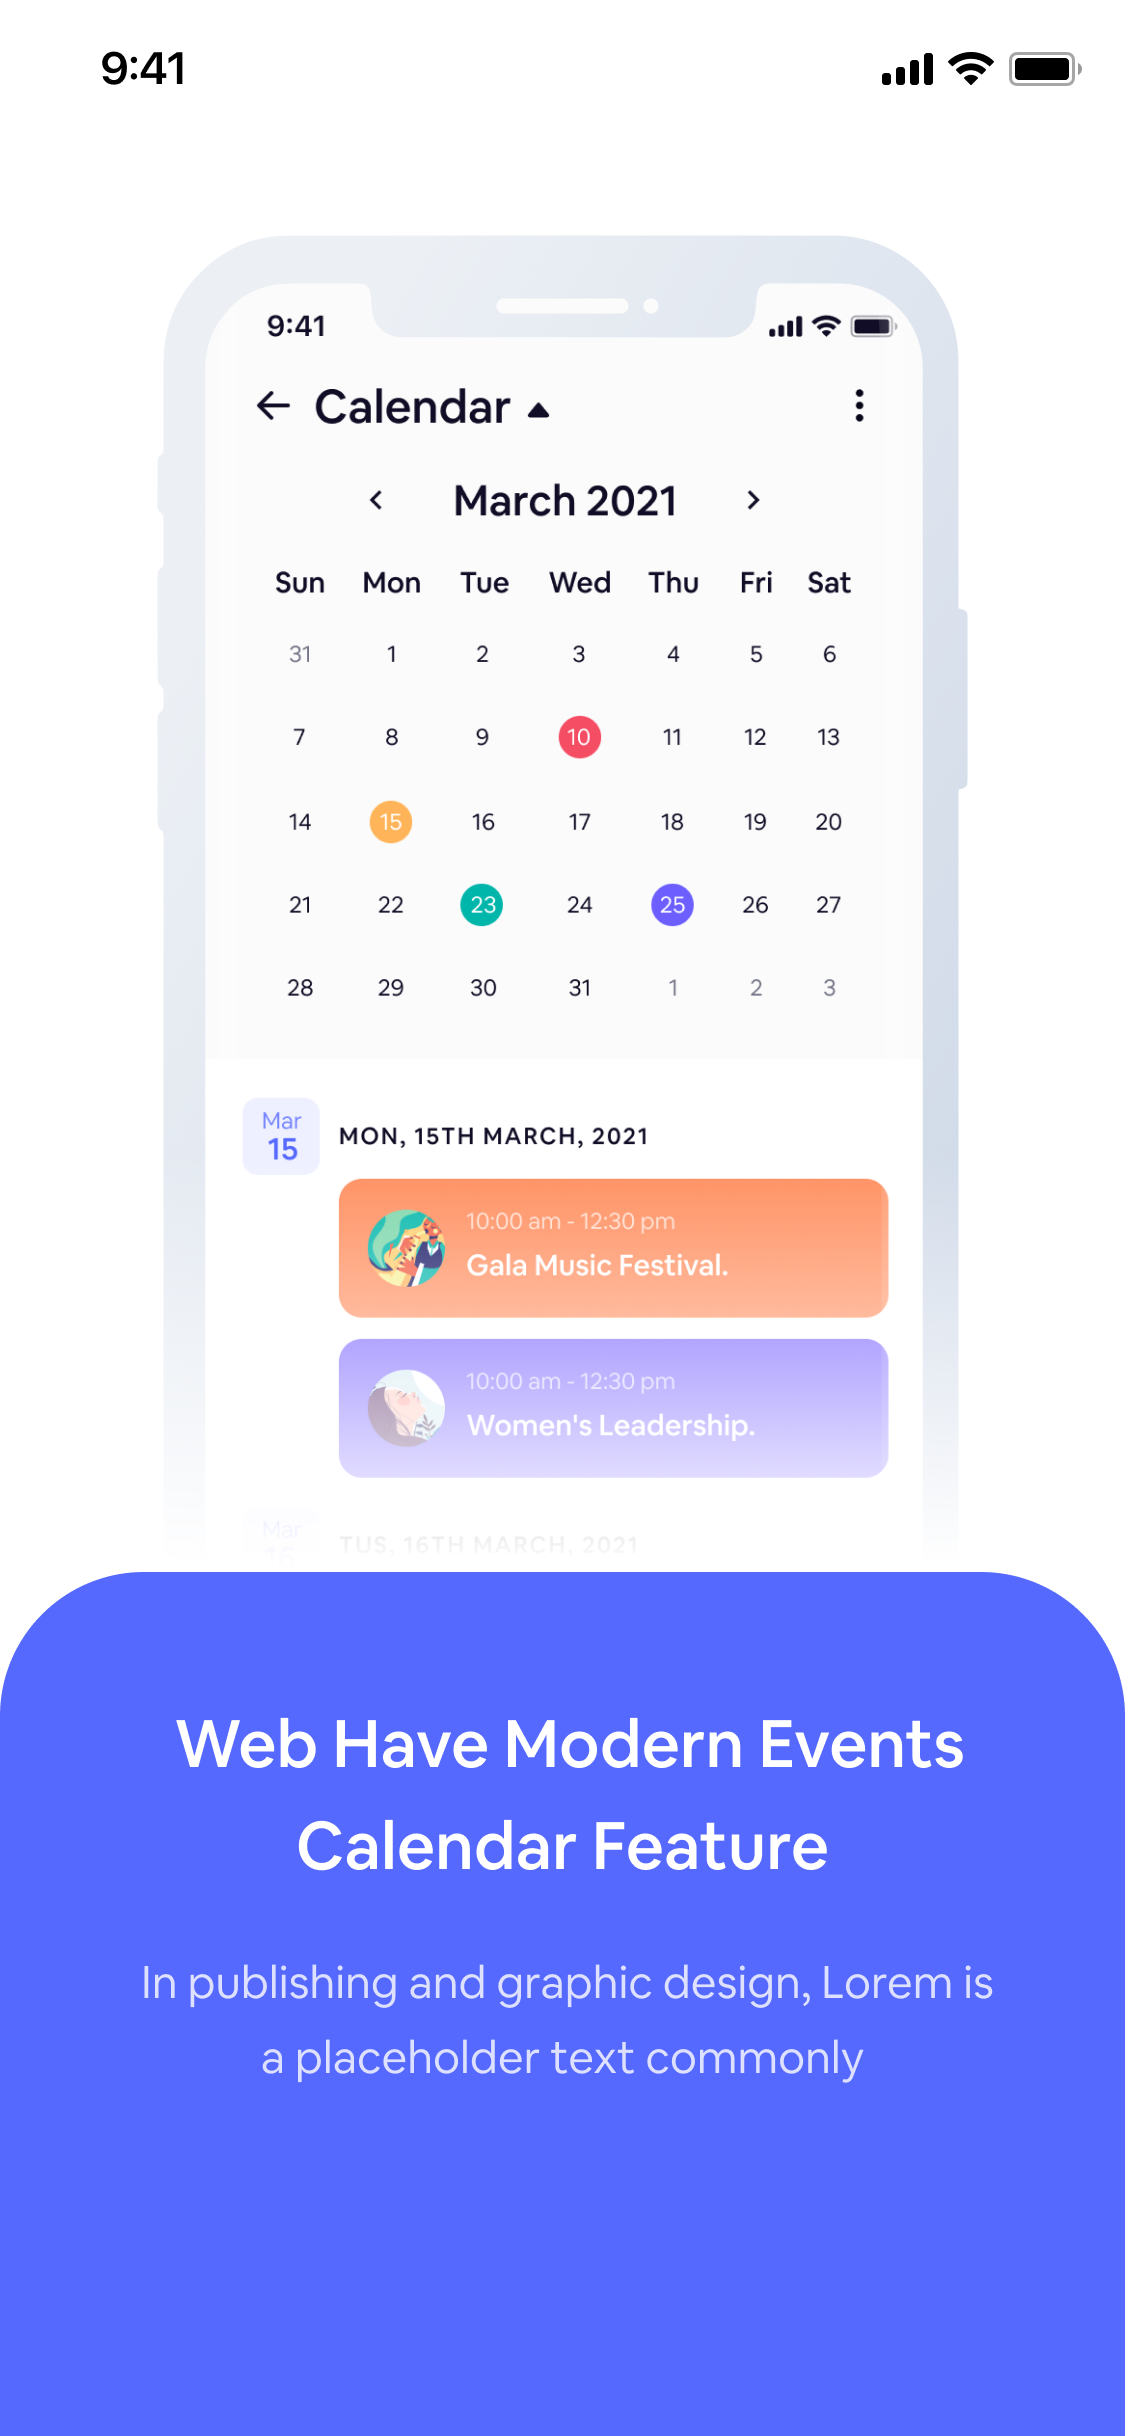 9:41
9:41
Calendar
March 2021
Sun Mon Tue Wed Thu Fri Sat
31 1 2 3 4 5 6
7 8 9 10 11 12 13
14 15 16 17 18 19 20
21 22 23 24 25 26 27
28 29 30 31 1 2 3
Mar
15
MON, 15TH MARCH, 2021
10:00 am - 12:30 pm
Gala Music Festival.
10:00 am - 12:30 pm
Women's Leadership.
Mar
16
TUS, 16TH MARCH, 2021
Web Have Modern Events
Calendar Feature
In publishing and graphic design, Lorem is
a placeholder text commonly